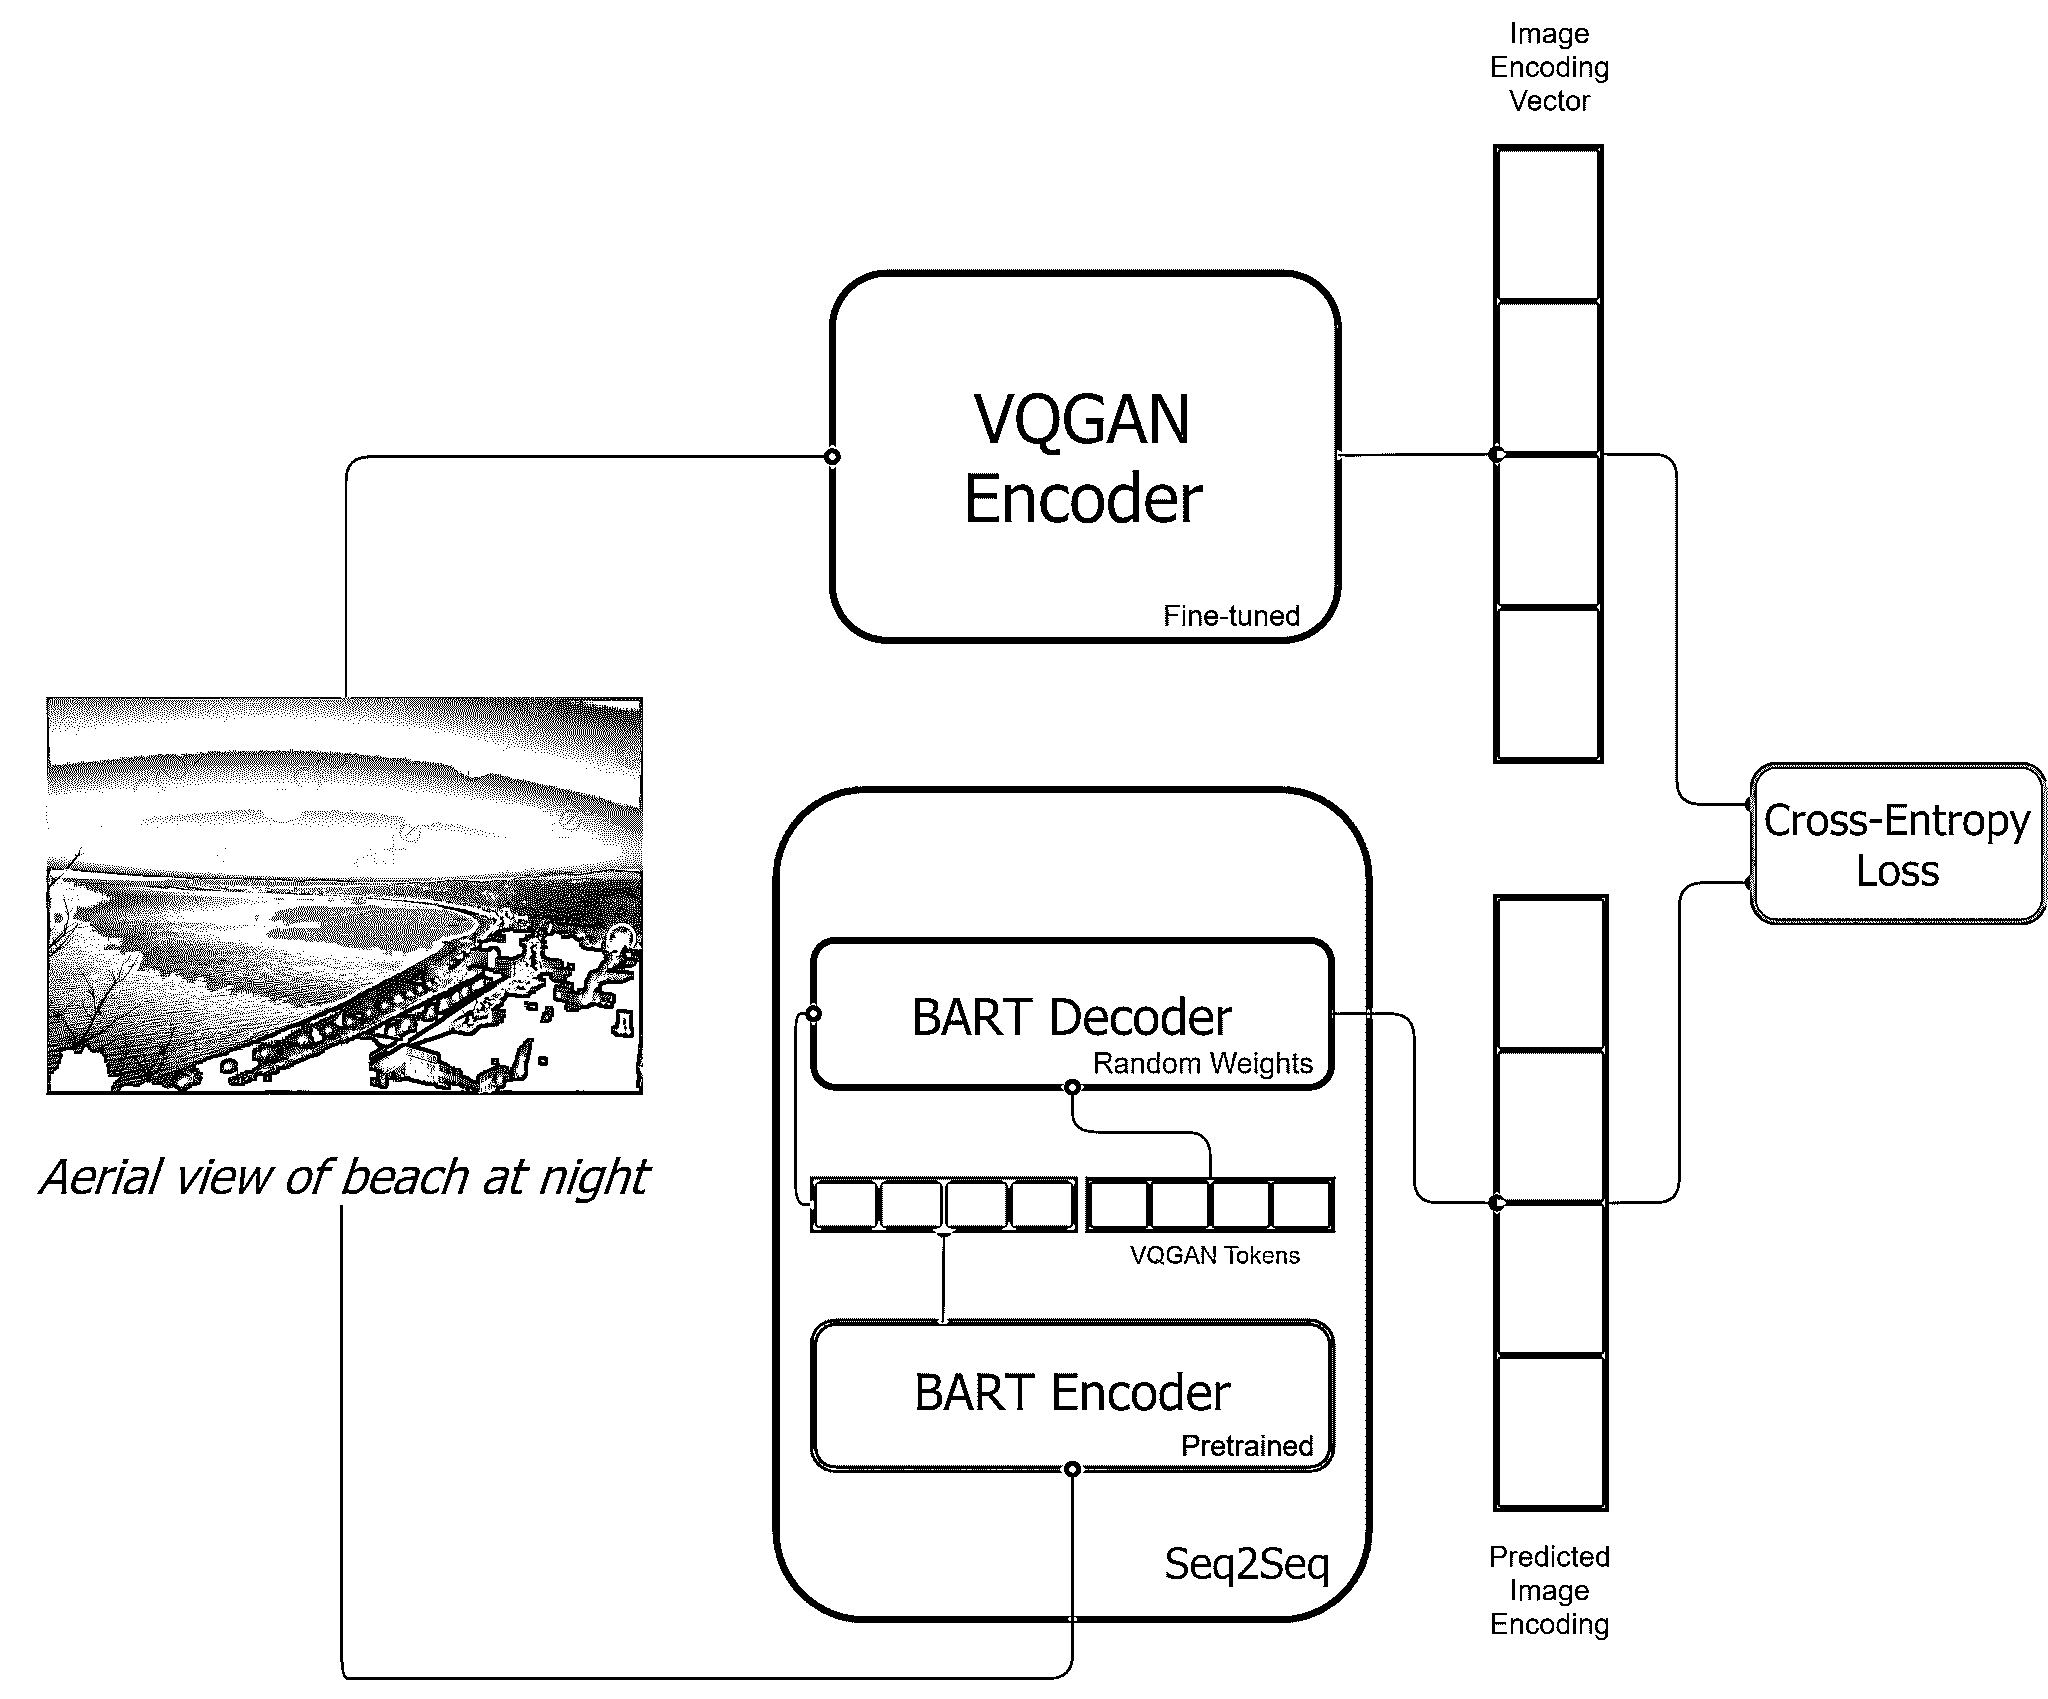 Image
Encoding
Vector
VQGAN
Encoder
Fine-tuned
Cross-Entropy
Loss
BART Decoder
Random Weights
Aerial view of beach at night
VQGAN Tokens
BART Encoder
Pretrained
Seq2Seq
Predicted
Image
Encoding